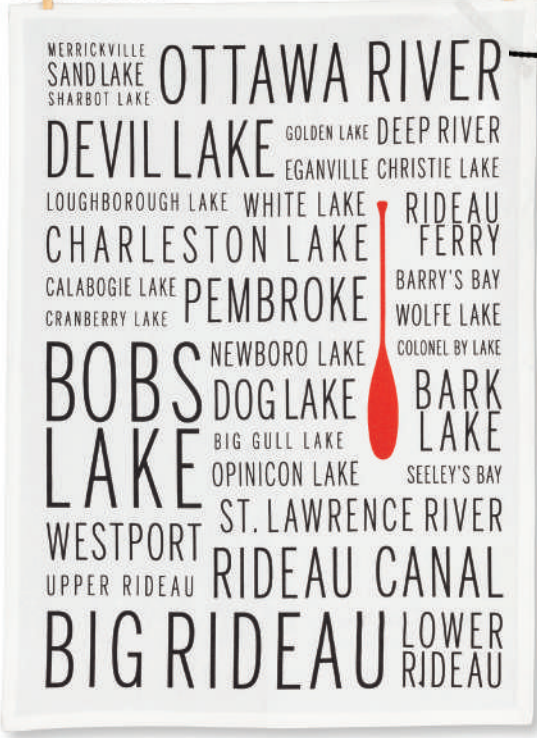 MERRICKVILLE
SAND LAKE
SHARBOT LAKE
OTTAWA RIVER
DEVIL LAKE
GOLDEN LAKE
DEEP RIVER
EGANVILLE
CHRISTIE LAKE
LOUGHBOROUGH LAKE
WHITE LAKE
RIDEAU
FERRY
CHARLESTON LAKE
CALABOGIE LAKE
CRANBERRY LAKE
PEMBROKE
BARRY'S BAY
WOLFE LAKE
COLONEL BY LAKE
BOBS
LAKE
NEWBORO LAKE
DOG LAKE
BIG GULL LAKE
OPINICON LAKE
BARK
LAKE
SEELEY'S BAY
ST. LAWRENCE RIVER
WESTPORT
UPPER RIDEAU
RIDEAU CANAL
BIG RIDEAU
LOWER
RIDEAU